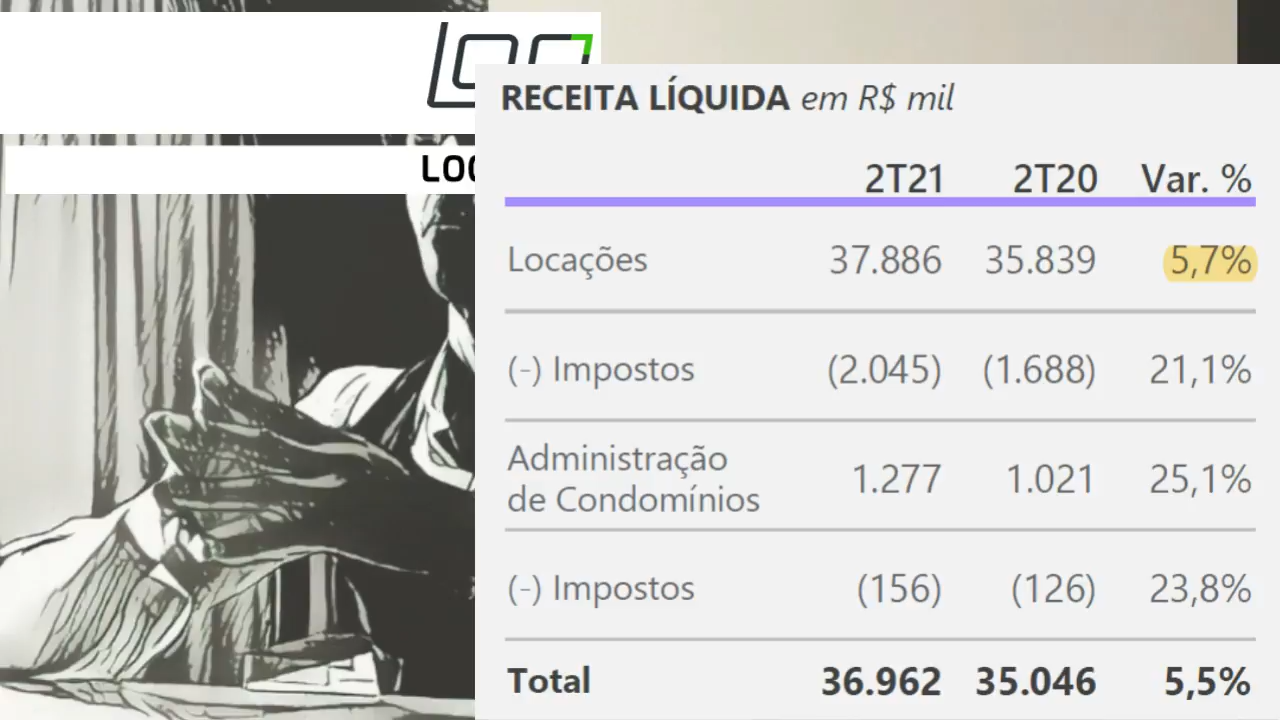 RECEITA LÍQUIDA em R$ mil
2T21 2T20 Var. %
Locações 37.886 35.839 5,7%
(-) Impostos (2.045) (1.688) 21,1%
Administração
de Condomínios 1.277 1.021 25,1%
(-) Impostos (156) (126) 23,8%
Total 36.962 35.046 5,5%